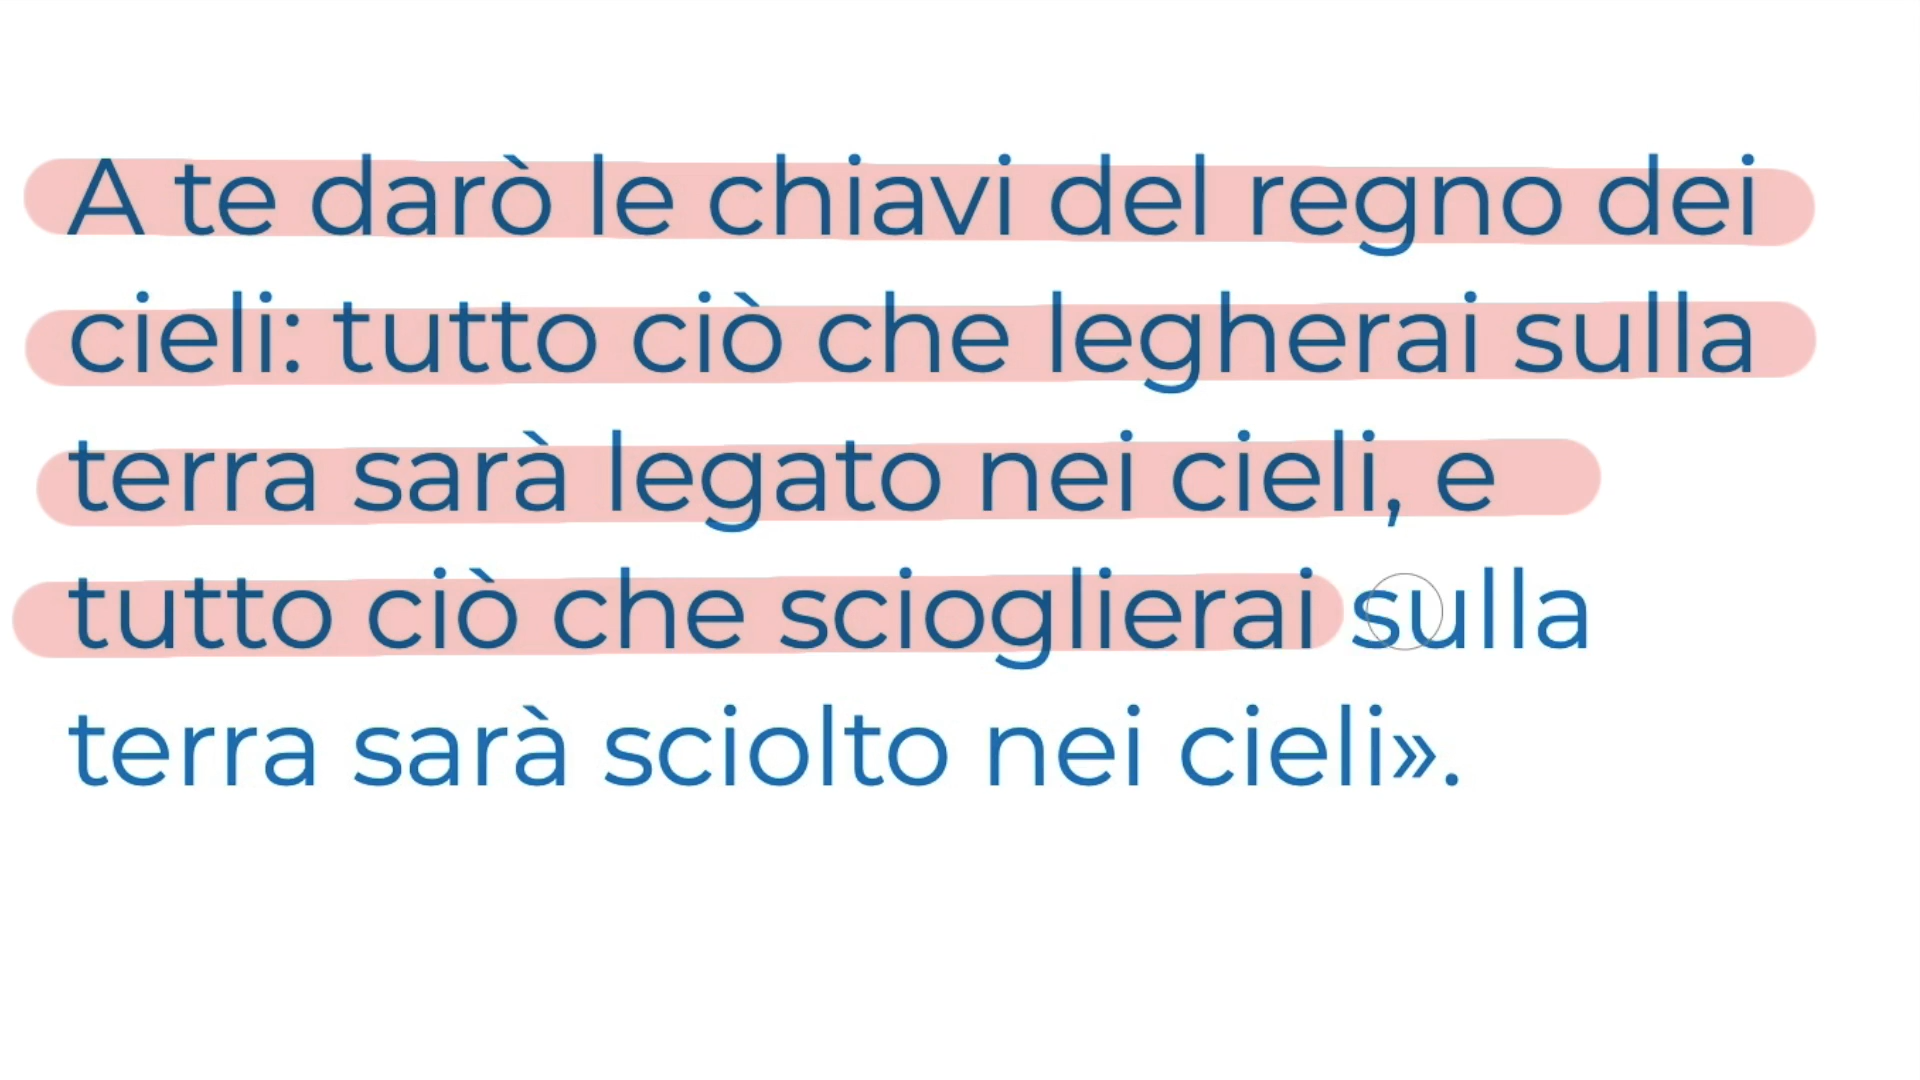 A te darò le chiavi del regno dei
cieli: tutto ciò che legherai sulla
terra sarà legato nei cieli, e
tutto ciò che scioglierai sulla
terra sarà sciolto nei cieli».